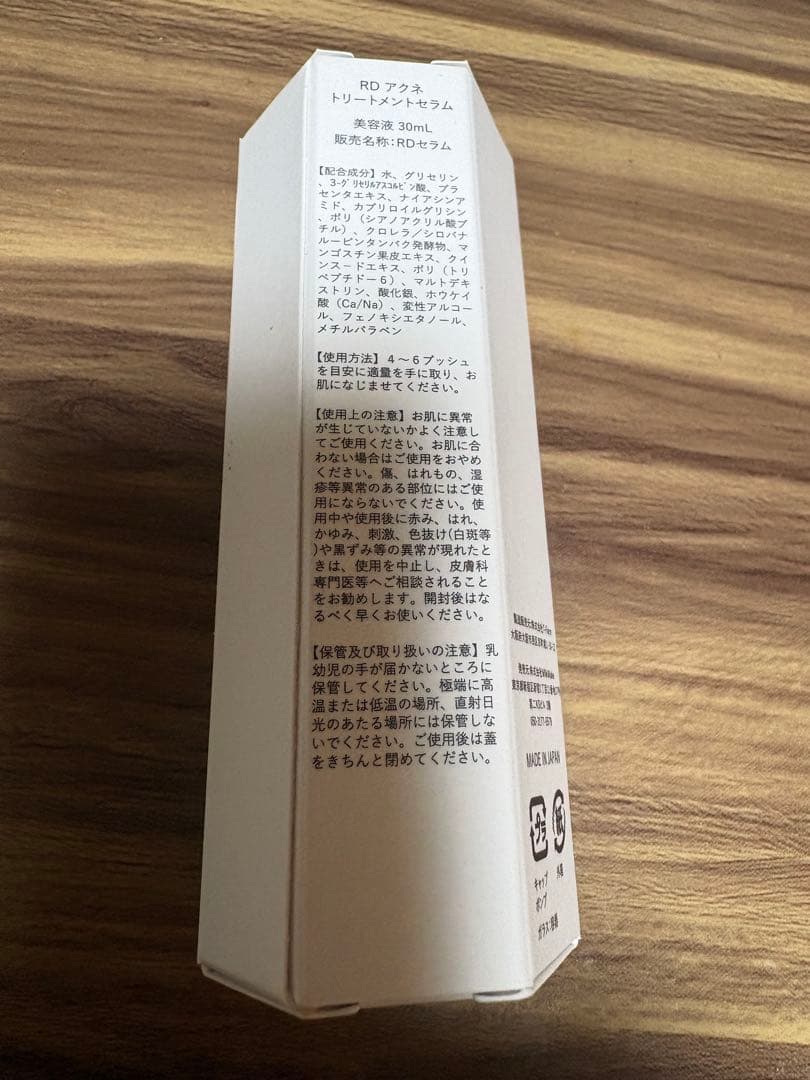 RD アクネ
トリートメントセラム
美容液 30mL
販売名称:RDセラム
【配合成分】水、グリセリン
、3-ｸﾞﾘｾﾘﾙｱｽｺﾙﾋﾞﾝ酸、プラ
センタエキス、ナイアシンア
ミド、カプリロイルグリシン
、ポリ（シアノアクリル酸ブ
チル）、クロレラ／シロバナ
ルーピンタンパク発酵物、マ
ンゴスチン果皮エキス、クイ
ンスードエキス、ポリ（トリ
ペプチドー６）、マルトデキ
ストリン、酸化銀、ホウケイ
酸（Ca/Na）、変性アルコー
ル、フェノキシエタノール、
メチルパラベン
【使用方法】４～６プッシュ
を目安に適量を手に取り、お
肌になじませてください。
【使用上の注意】お肌に異常
が生じていないかよく注意し
てご使用ください。お肌に合
わない場合はご使用をおやめ
ください。傷、はれもの、湿
疹等異常のある部位にはご使
用にならないでください。使
用中や使用後に赤み、はれ、
かゆみ、刺激、色抜け(白斑等
)や黒ずみ等の異常が現れたと
きは、使用を中止し、皮膚科
専門医等へご相談されること
をお勧めします。開封後はな
るべく早くお使いください。
【保管及び取り扱いの注意】乳
幼児の手が届かないところに
保管してください。極端に高
温または低温の場所、直射日
光のあたる場所には保管しな
いでください。ご使用後は蓋
をきちんと閉めてください。
製造販売元:株式会社
発売元:株式会社
MADE IN JAPAN
プラ 紙
キャップ 外箱
ポンプ
ガラス:容器